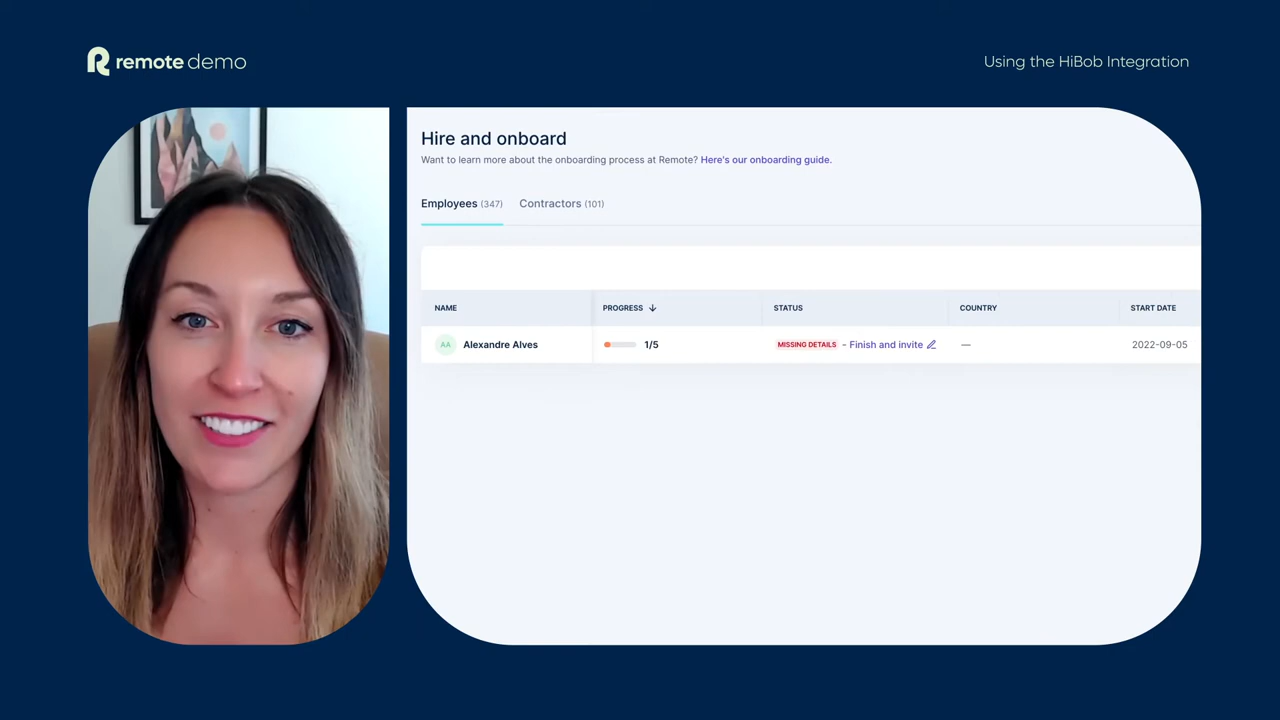 remote demo
Using the HiBob Integration
Hire and onboard
Want to learn more about the onboarding process at Remote? Here's our onboarding guide.
Employees (347) Contractors (101)
NAME PROGRESS ↓ STATUS COUNTRY START DATE
AA Alexandre Alves 1/5 MISSING DETAILS - Finish and invite — 2022-09-05